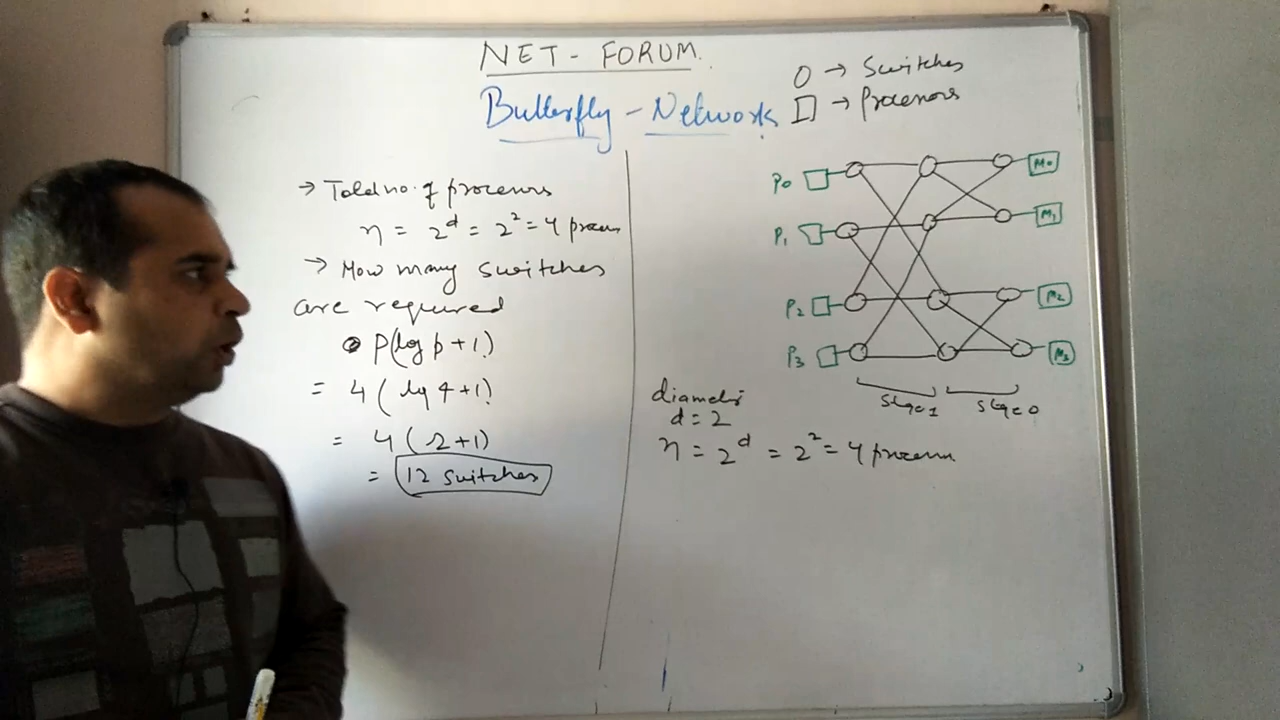 NET - FORUM.
Butterfly - Network
O → Switches
→ Processors
→ Total no. of processors
n = 2^d = 2^2 = 4 proces
→ How many switches
are required
p(log p + 1)
= 4 ( log 4 + 1)
= 4 ( 2 + 1)
= 12 switches
P0
M0
P1
M1
P2
M2
P3
M3
Stage 1
Stage 0
diameter
d = 2
n = 2^d = 2^2 = 4 processors